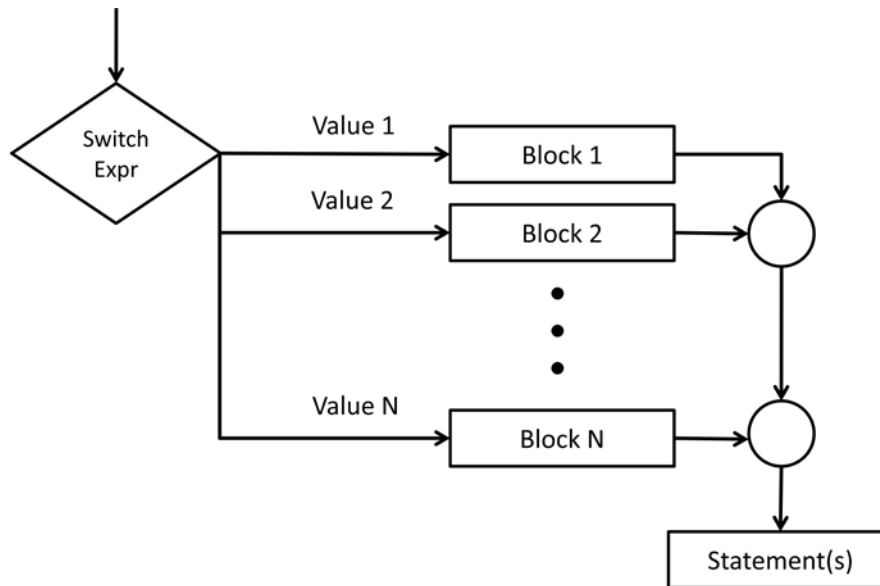 Switch
Expr
Value 1
Block 1
Value 2
Block 2
Value N
Block N
Statement(s)